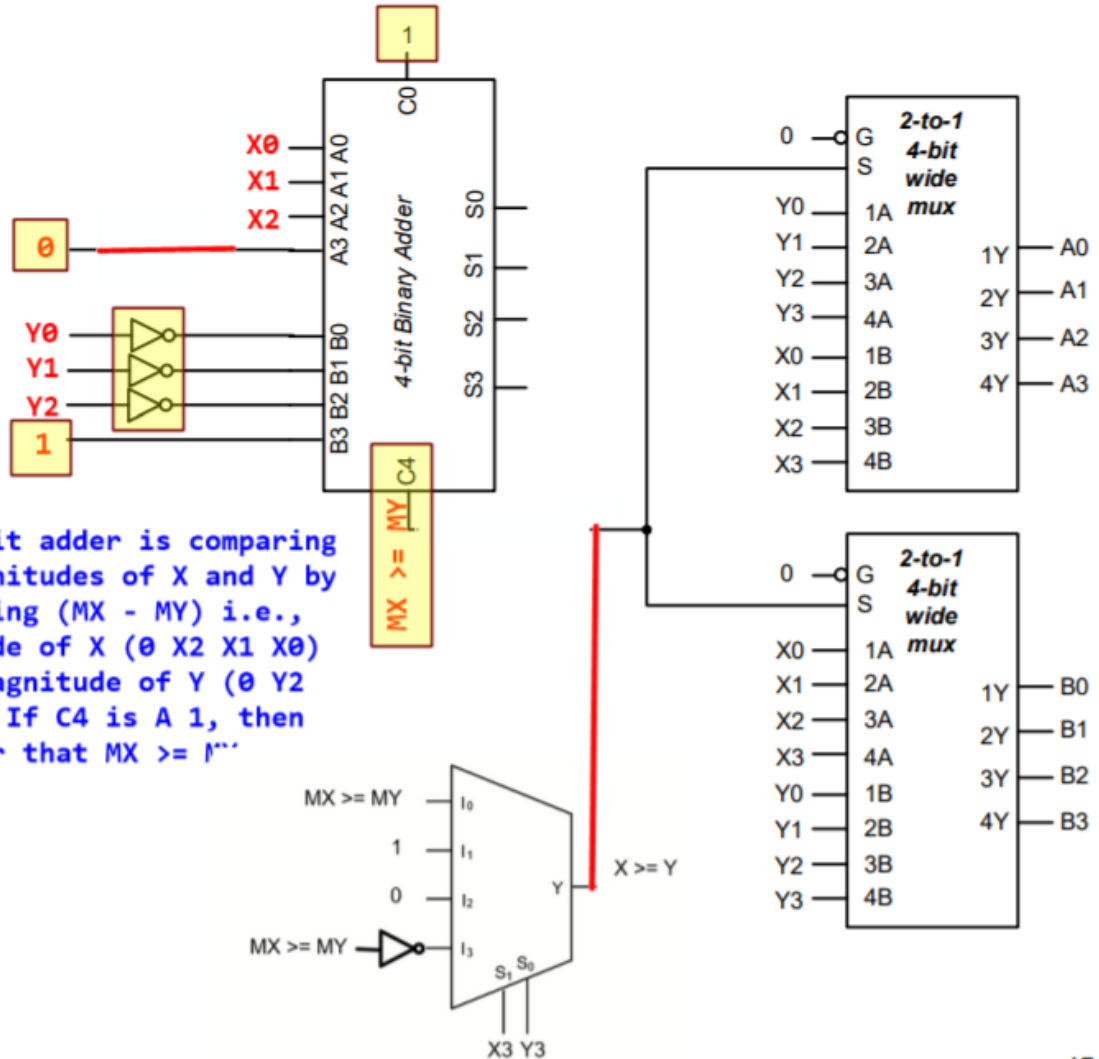 1
C0
X0
A0
X1
A1
X2
A2
0
A3
4-bit Binary Adder
S0
S1
S2
S3
Y0
B0
Y1
B1
Y2
B2
1
B3
C4
MX >= MY
it adder is comparing
nitudes of X and Y by
ing (MX - MY) i.e.,
de of X (0 X2 X1 X0)
agnitude of Y (0 Y2
If C4 is A 1, then
that MX >=
MX >= MY
I0
1
I1
0
I2
MX >= MY
I3
Y
X >= Y
S1 S0
X3 Y3
2-to-1
4-bit
wide
mux
0
G
S
Y0 1A
Y1 2A
Y2 3A
Y3 4A
X0 1B
X1 2B
X2 3B
X3 4B
1Y A0
2Y A1
3Y A2
4Y A3
2-to-1
4-bit
wide
mux
0
G
S
X0 1A
X1 2A
X2 3A
X3 4A
Y0 1B
Y1 2B
Y2 3B
Y3 4B
1Y B0
2Y B1
3Y B2
4Y B3